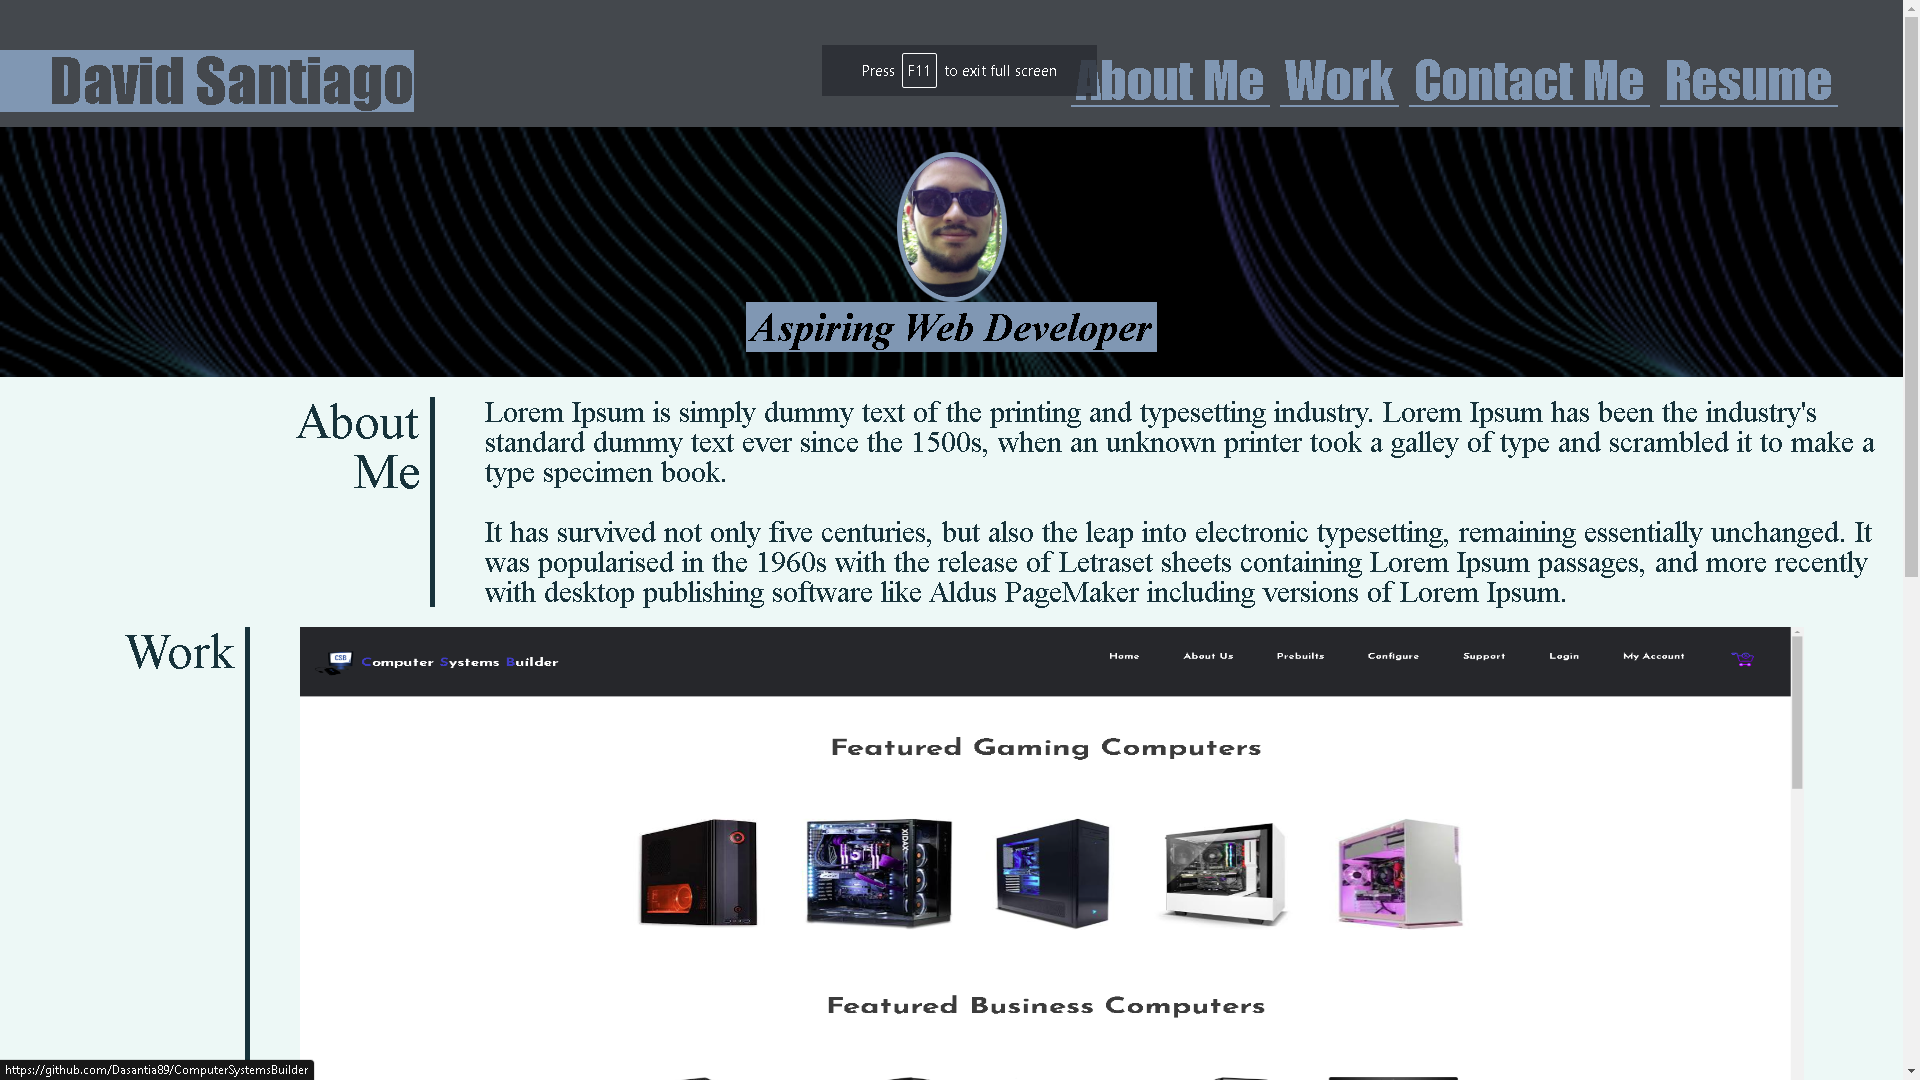 David Santiago
Press F11 to exit full screen
About Me Work Contact Me Resume
Aspiring Web Developer
About
Me
Lorem Ipsum is simply dummy text of the printing and typesetting industry. Lorem Ipsum has been the industry's
standard dummy text ever since the 1500s, when an unknown printer took a galley of type and scrambled it to make a
type specimen book.
It has survived not only five centuries, but also the leap into electronic typesetting, remaining essentially unchanged. It
was popularised in the 1960s with the release of Letraset sheets containing Lorem Ipsum passages, and more recently
with desktop publishing software like Aldus PageMaker including versions of Lorem Ipsum.
Work
CSB
Computer Systems Builder
Home About Us Prebuilts Configure Support Login My Account
Featured Gaming Computers
XIDAX
Featured Business Computers
https://github.com/Dasantia89/ComputerSystemsBuilder